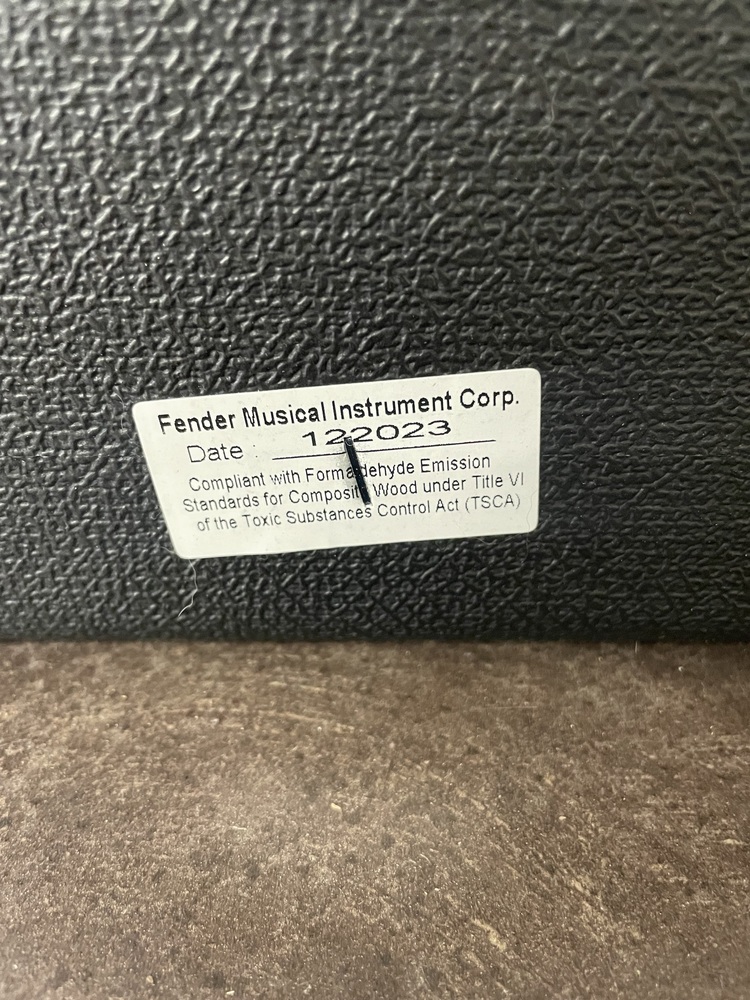 Fender Musical Instrument Corp.
Date : 122023
Compliant with Formaldehyde Emission
Standards for Composite Wood under Title VI
of the Toxic Substances Control Act (TSCA)